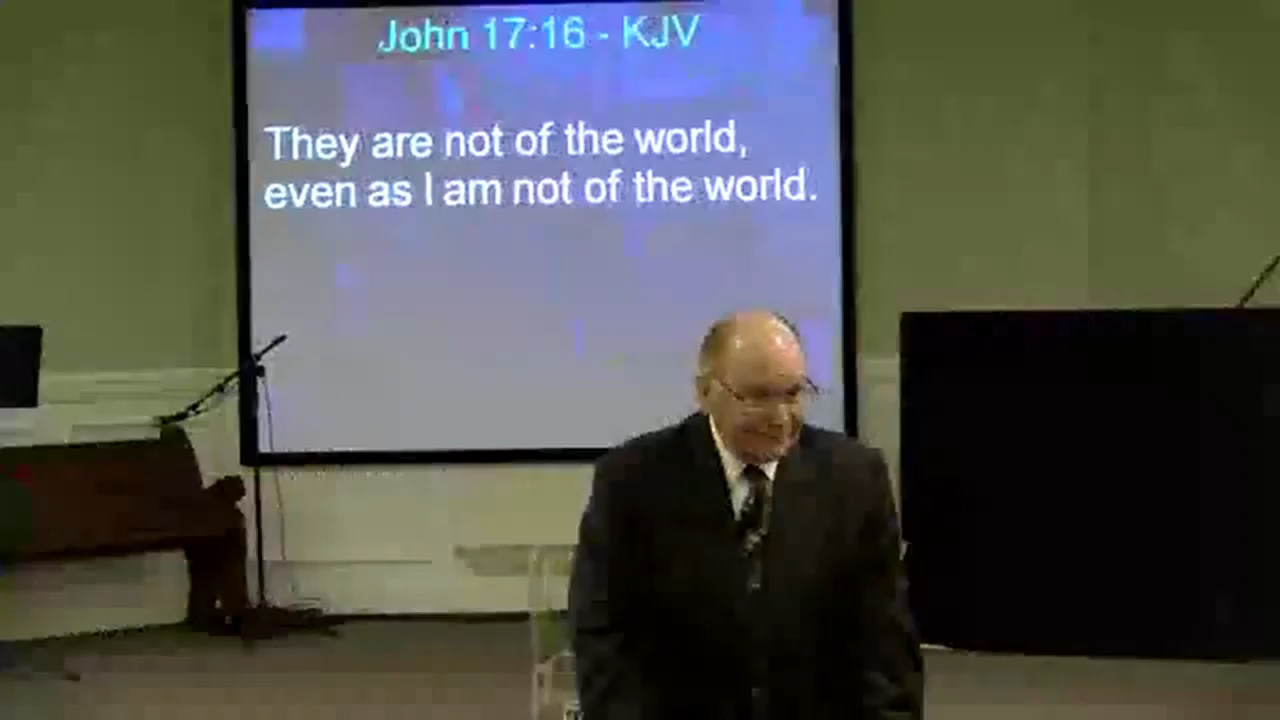 John 17:16 - KJV
They are not of the world,
even as I am not of the world.